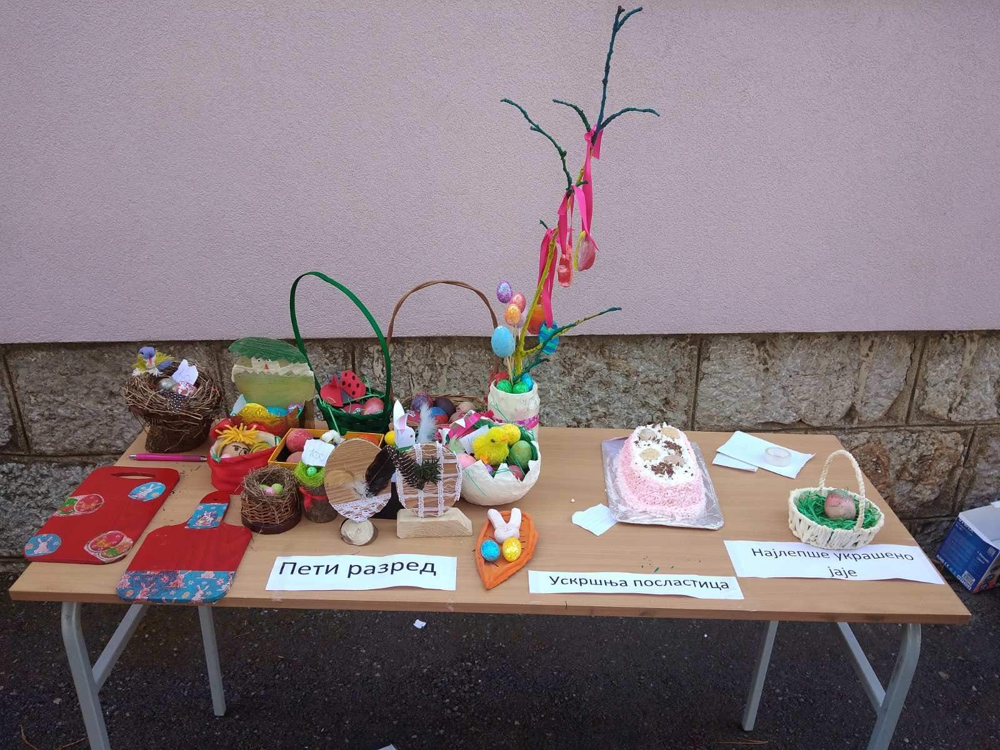 Пети разред
Ускршња посластица
Најлепше украшено
јаје